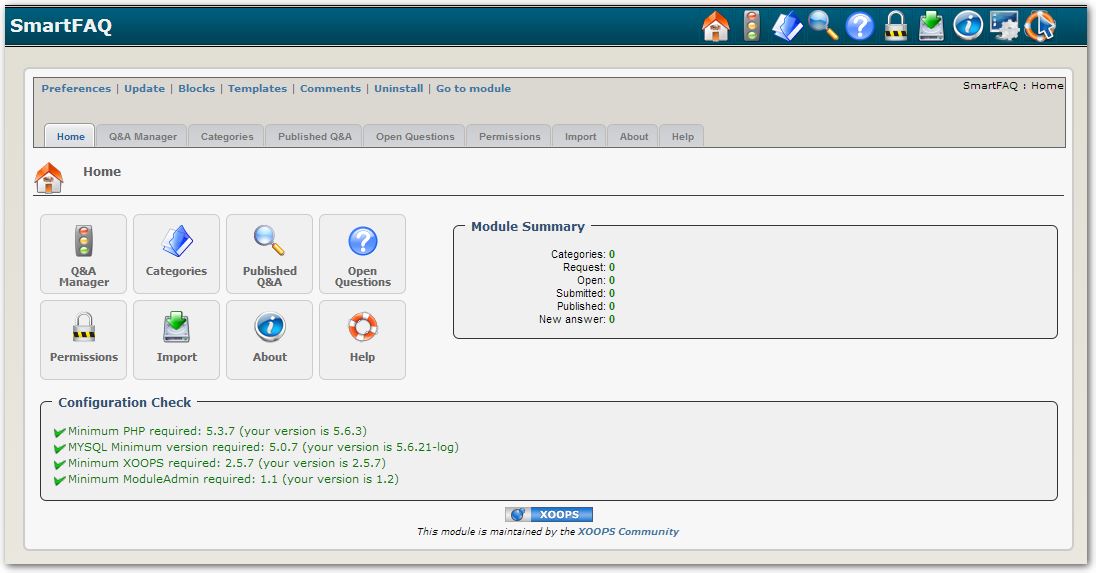 SmartFAQ
Preferences | Update | Blocks | Templates | Comments | Uninstall | Go to module
SmartFAQ : Home
Home Q&A Manager Categories Published Q&A Open Questions Permissions Import About Help
Home
Q&A Manager
Categories
Published Q&A
Open Questions
Permissions
Import
About
Help
Module Summary
Categories: 0
Request: 0
Open: 0
Submitted: 0
Published: 0
New answer: 0
Configuration Check
Minimum PHP required: 5.3.7 (your version is 5.6.3)
MYSQL Minimum version required: 5.0.7 (your version is 5.6.21-log)
Minimum XOOPS required: 2.5.7 (your version is 2.5.7)
Minimum ModuleAdmin required: 1.1 (your version is 1.2)
XOOPS
This module is maintained by the XOOPS Community